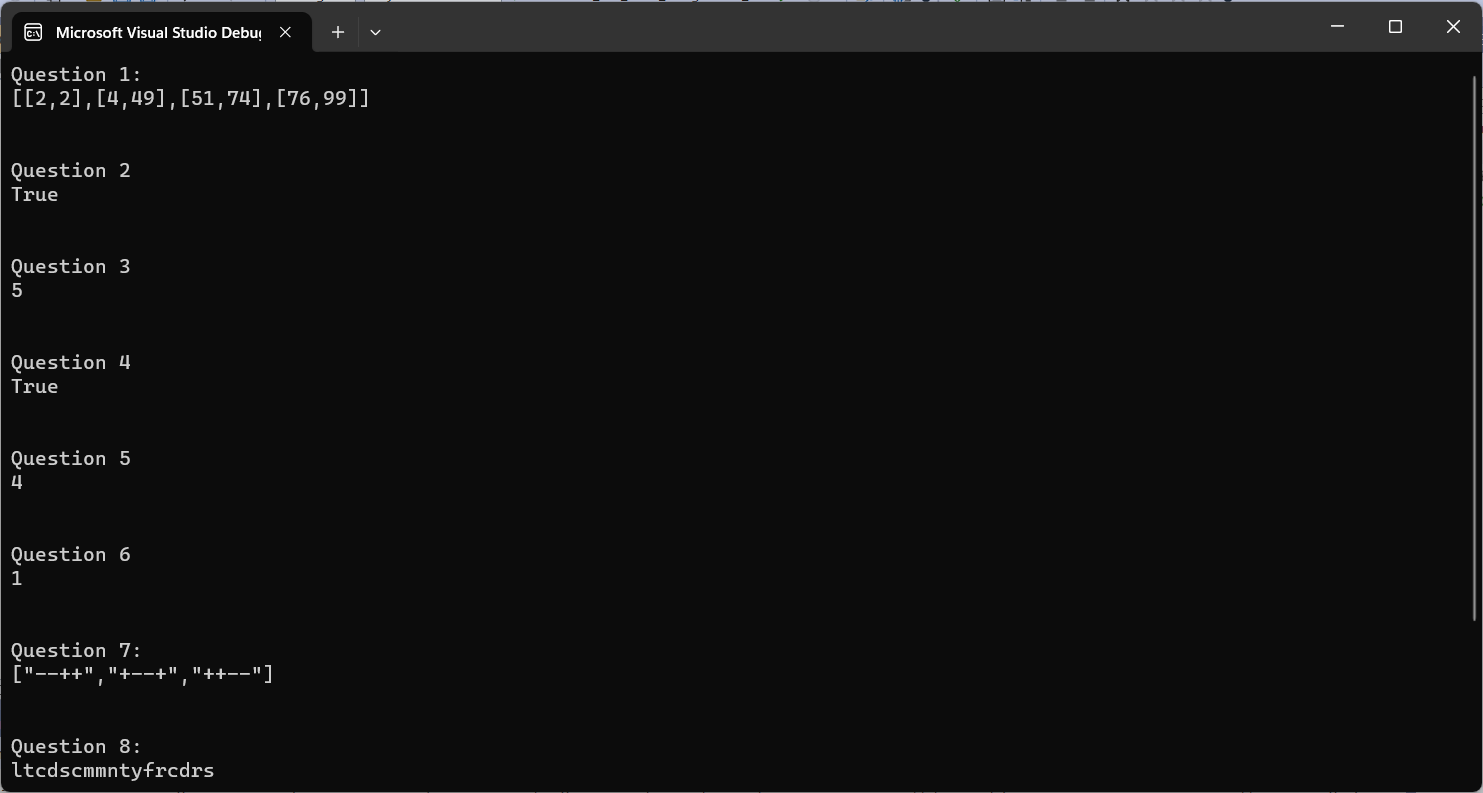 Microsoft Visual Studio Debug
Question 1:
[[2,2],[4,49],[51,74],[76,99]]
Question 2
True
Question 3
5
Question 4
True
Question 5
4
Question 6
1
Question 7:
["--++","+--+","++--"]
Question 8:
ltcdscmmntyfrcdrs